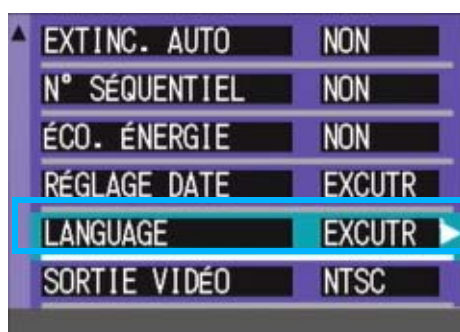 EXTINC. AUTO NON
N° SÉQUENTIEL NON
ÉCO. ÉNERGIE NON
RÉGLAGE DATE EXCUTR
LANGUAGE EXCUTR
SORTIE VIDÉO NTSC